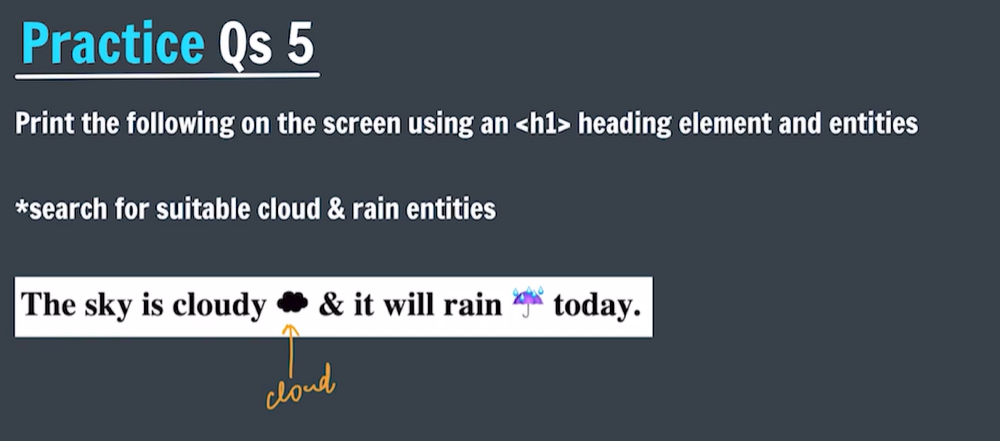 Practice Qs 5
Print the following on the screen using an <h1> heading element and entities
*search for suitable cloud & rain entities
The sky is cloudy ☁ & it will rain ☔ today.
cloud